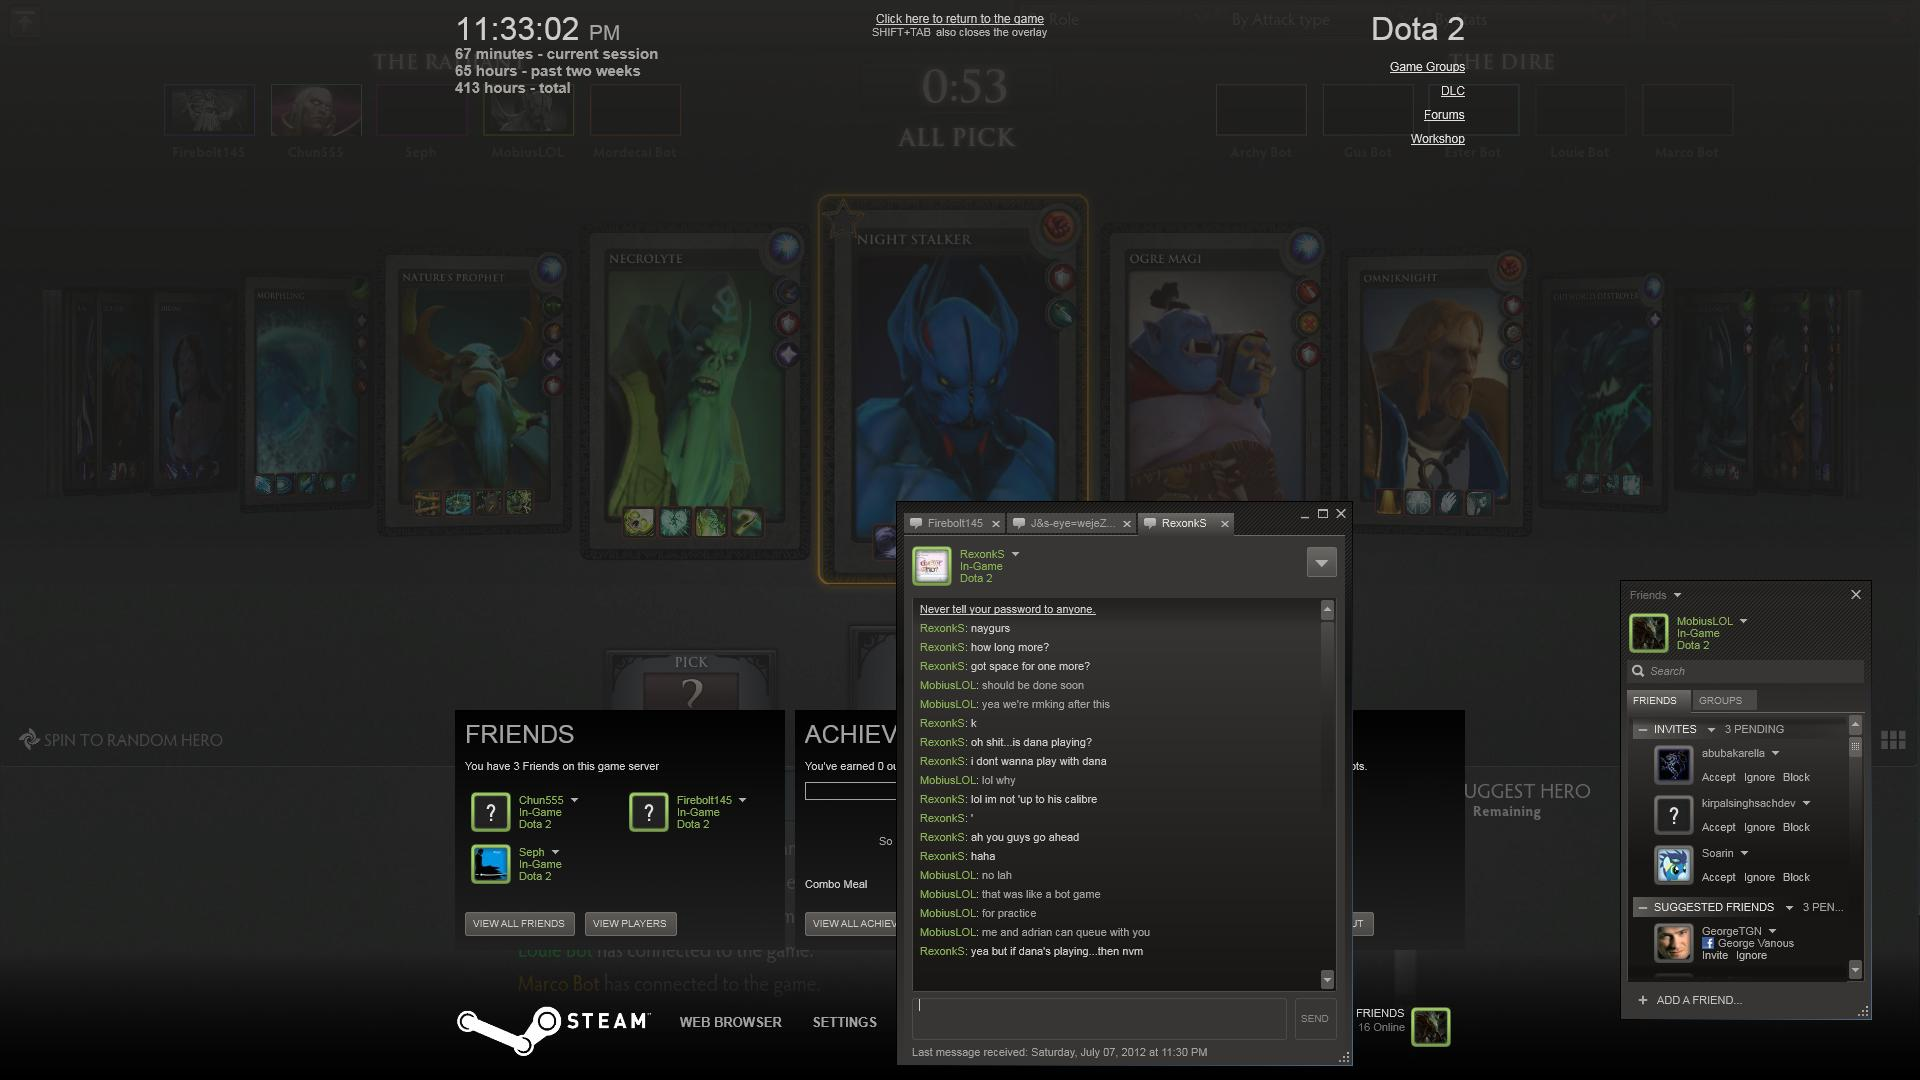 11:33:02 PM
67 minutes - current session
65 hours - past two weeks
413 hours - total
Click here to return to the game
SHIFT+TAB also closes the overlay
Dota 2
Game Groups
DLC
Forums
Workshop
Role
By Attack type
Stats
THE RADIANT
THE DIRE
0:53
ALL PICK
Firebolt145
Chun555
Seph
MobiusLOL
Mordecai Bot
Archy Bot
Gus Bot
Ester Bot
Louie Bot
Marco Bot
MORPHLING
NATURE'S PROPHET
NECROLYTE
NIGHT STALKER
OGRE MAGI
OMNIKNIGHT
OUTWORLD DESTROYER
PICK
?
SPIN TO RANDOM HERO
UGGEST HERO
Remaining
FRIENDS
You have 3 Friends on this game server
? Chun555
In-Game
Dota 2
? Firebolt145
In-Game
Dota 2
Seph
In-Game
Dota 2
VIEW ALL FRIENDS
VIEW PLAYERS
ACHIEV
You've earned 0 ou
So
Combo Meal
VIEW ALL ACHIEV
ots.
UT
Louie Bot has connected to the game.
Marco Bot has connected to the game.
Firebolt145
J&s-eye=wejeZ...
RexonkS
RexonkS
In-Game
Dota 2
Never tell your password to anyone.
RexonkS: naygurs
RexonkS: how long more?
RexonkS: got space for one more?
MobiusLOL: should be done soon
MobiusLOL: yea we're rmking after this
RexonkS: k
RexonkS: oh shit...is dana playing?
RexonkS: i dont wanna play with dana
MobiusLOL: lol why
RexonkS: lol im not 'up to his calibre
RexonkS: '
RexonkS: ah you guys go ahead
RexonkS: haha
MobiusLOL: no lah
MobiusLOL: that was like a bot game
MobiusLOL: for practice
MobiusLOL: me and adrian can queue with you
RexonkS: yea but if dana's playing...then nvm
SEND
Last message received: Saturday, July 07, 2012 at 11:30 PM
Friends
MobiusLOL
In-Game
Dota 2
Search
FRIENDS
GROUPS
INVITES 3 PENDING
abubakarella
Accept Ignore Block
? kirpalsinghsachdev
Accept Ignore Block
Soarin
Accept Ignore Block
SUGGESTED FRIENDS 3 PEN...
GeorgeTGN
f George Vanous
Invite Ignore
+ ADD A FRIEND...
STEAM™
WEB BROWSER
SETTINGS
FRIENDS
16 Online